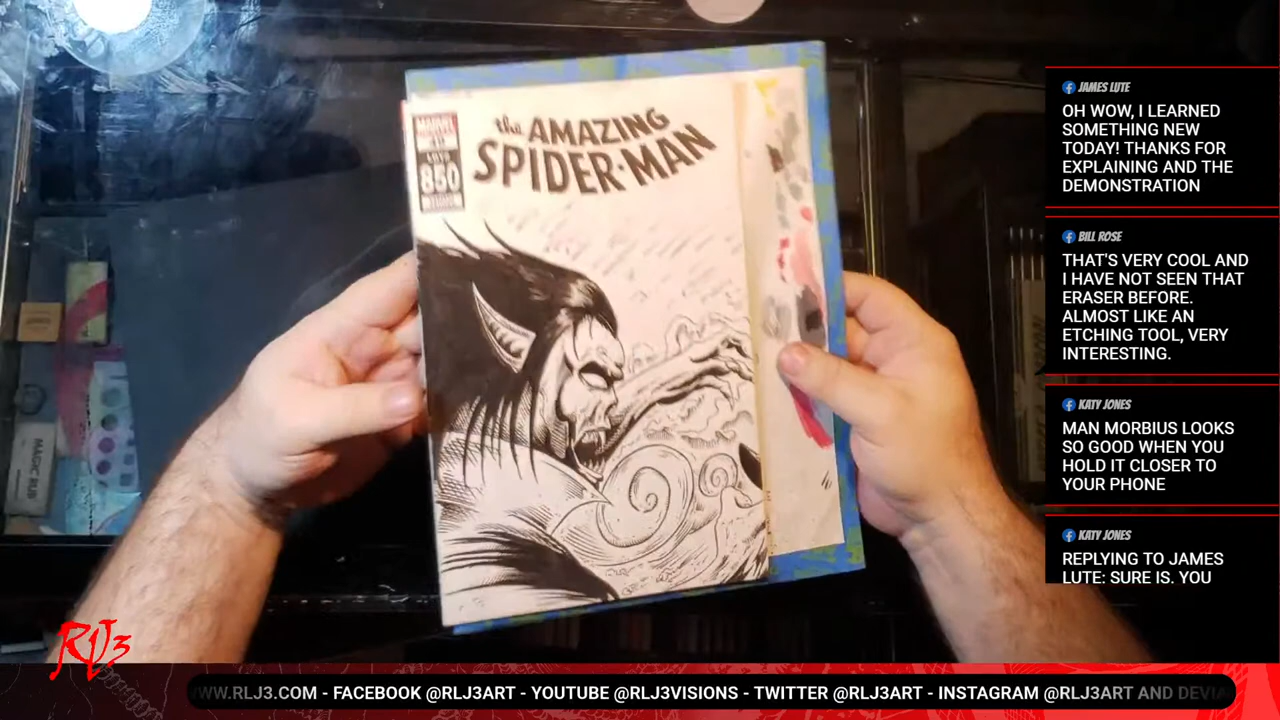 the AMAZING
SPIDER-MAN
MARVEL
850
MAGIC RUB
JAMES LUTE
OH WOW, I LEARNED
SOMETHING NEW
TODAY! THANKS FOR
EXPLAINING AND THE
DEMONSTRATION
BILL ROSE
THAT'S VERY COOL AND
I HAVE NOT SEEN THAT
ERASER BEFORE.
ALMOST LIKE AN
ETCHING TOOL, VERY
INTERESTING.
KATY JONES
MAN MORBIUS LOOKS
SO GOOD WHEN YOU
HOLD IT CLOSER TO
YOUR PHONE
KATY JONES
REPLYING TO JAMES
LUTE: SURE IS. YOU
RLJ3
WWW.RLJ3.COM - FACEBOOK @RLJ3ART - YOUTUBE @RLJ3VISIONS - TWITTER @RLJ3ART - INSTAGRAM @RLJ3ART AND DEVIA